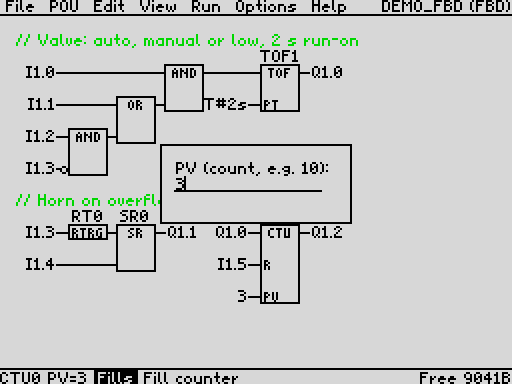 File POU Edit View Run Options Help DEMO_FBD (FBD)
// Valve: auto, manual or low, 2 s run-on
TOF1
I1.0 AND TOF Q1.0
I1.1 OR T#2s PT
I1.2 AND
I1.3
PV (count, e.g. 10):
3
// Horn on overfl
RT0 SR0
I1.3 RTRG SR Q1.1 Q1.0 CTU Q1.2
I1.4 I1.5 R
3 PV
CTU0 PV=3 Fills Fill counter Free 9041B